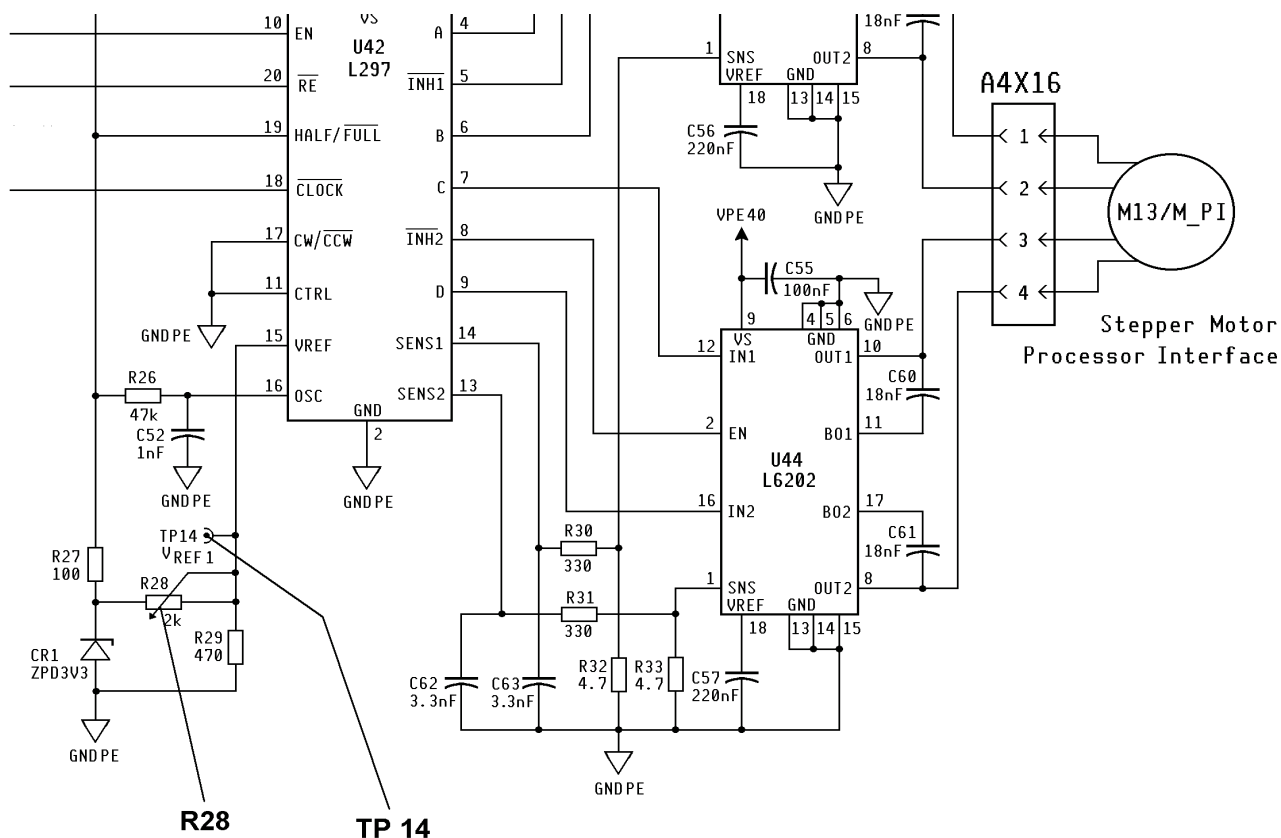 VS
10
EN
U42
L297
A
4
20
RE
INH1
5
19
HALF/FULL
B
6
18
CLOCK
C
7
17
CW/CCW
INH2
8
11
CTRL
D
9
GNDPE
15
VREF
SENS1
14
16
OSC
SENS2
13
GND
2
R26
47k
C52
1nF
GNDPE
GNDPE
TP14
VREF1
R27
100
R28
2k
R29
470
CR1
ZPD3V3
GNDPE
R28
TP 14
18nF
1
SNS
OUT2
8
VREF
GND
18
13
14
15
C56
220nF
GNDPE
A4X16
1
2
3
4
M13/M_PI
Stepper Motor
Processor Interface
VPE40
C55
100nF
GNDPE
9
4
5
6
VS
GND
12
IN1
OUT1
10
C60
18nF
2
EN
BO1
11
U44
L6202
16
IN2
BO2
17
C61
18nF
1
SNS
OUT2
8
VREF
GND
18
13
14
15
R30
330
R31
330
R32
4.7
R33
4.7
C57
220nF
C62
3.3nF
C63
3.3nF
GNDPE